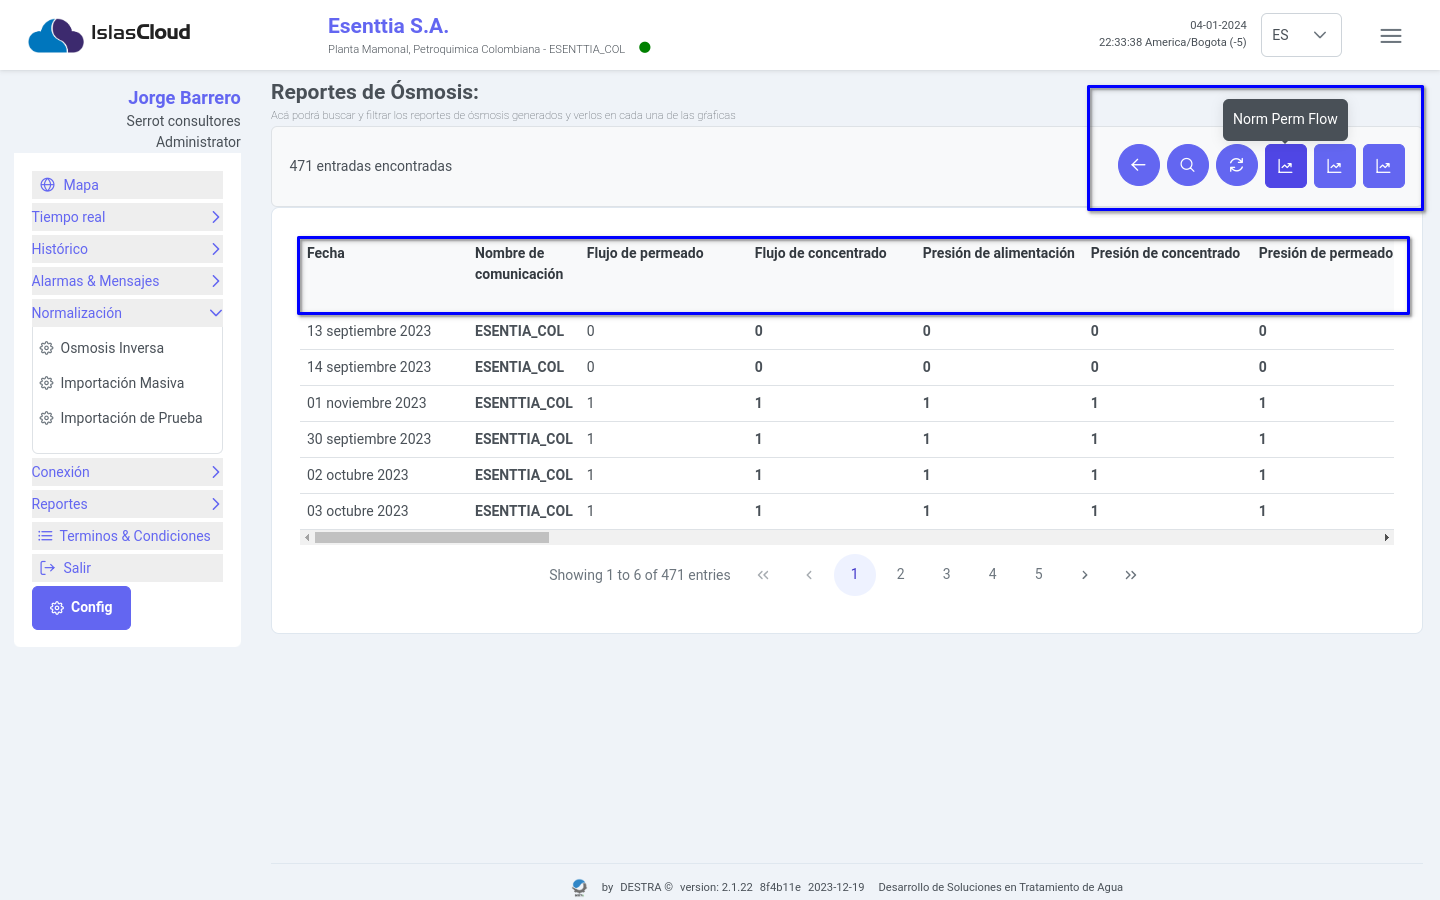 IslasCloud
Esenttia S.A.
Planta Mamonal, Petroquimica Colombiana - ESENTTIA_COL
04-01-2024
22:33:38 America/Bogota (-5)
ES
Jorge Barrero
Serrot consultores
Administrator
Mapa
Tiempo real
Histórico
Alarmas & Mensajes
Normalización
Osmosis Inversa
Importación Masiva
Importación de Prueba
Conexión
Reportes
Terminos & Condiciones
Salir
Config
Reportes de Ósmosis:
Acá podrá buscar y filtrar los reportes de ósmosis generados y verlos en cada una de las gŕaficas
Norm Perm Flow
471 entradas encontradas
Fecha Nombre de comunicación Flujo de permeado Flujo de concentrado Presión de alimentación Presión de concentrado Presión de permeado
13 septiembre 2023 ESENTIA_COL 0 0 0 0 0
14 septiembre 2023 ESENTIA_COL 0 0 0 0 0
01 noviembre 2023 ESENTTIA_COL 1 1 1 1 1
30 septiembre 2023 ESENTTIA_COL 1 1 1 1 1
02 octubre 2023 ESENTTIA_COL 1 1 1 1 1
03 octubre 2023 ESENTTIA_COL 1 1 1 1 1
Showing 1 to 6 of 471 entries 1 2 3 4 5
by DESTRA © version: 2.1.22 8f4b11e 2023-12-19 Desarrollo de Soluciones en Tratamiento de Agua